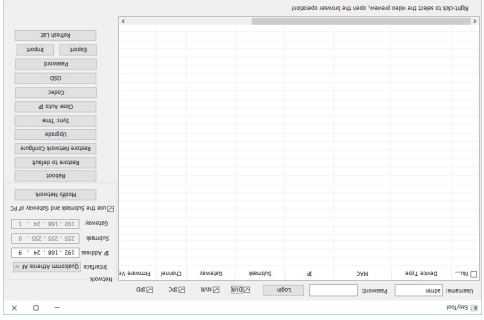 EasyTool
Username: admin Password: Login DVR NVR IPC IPD
Nu... Device Type MAC IP Submask Gateway Channel Firmware Ve
Network
Interface Qualcomm Atheros AR
IP Address 192 . 168 . 24 . 9
Submask 255 . 255 . 255 . 0
Gateway 192 . 168 . 24 . 1
use the Submask and Gateway of PC
Modify Network
Reboot
Restore to default
Restore Network Configure
Upgrade
Sync Time
Close Auto IP
Codec
OSD
Password
Export Import
Refresh List
Right-click to select the video preview, open the browser operation!